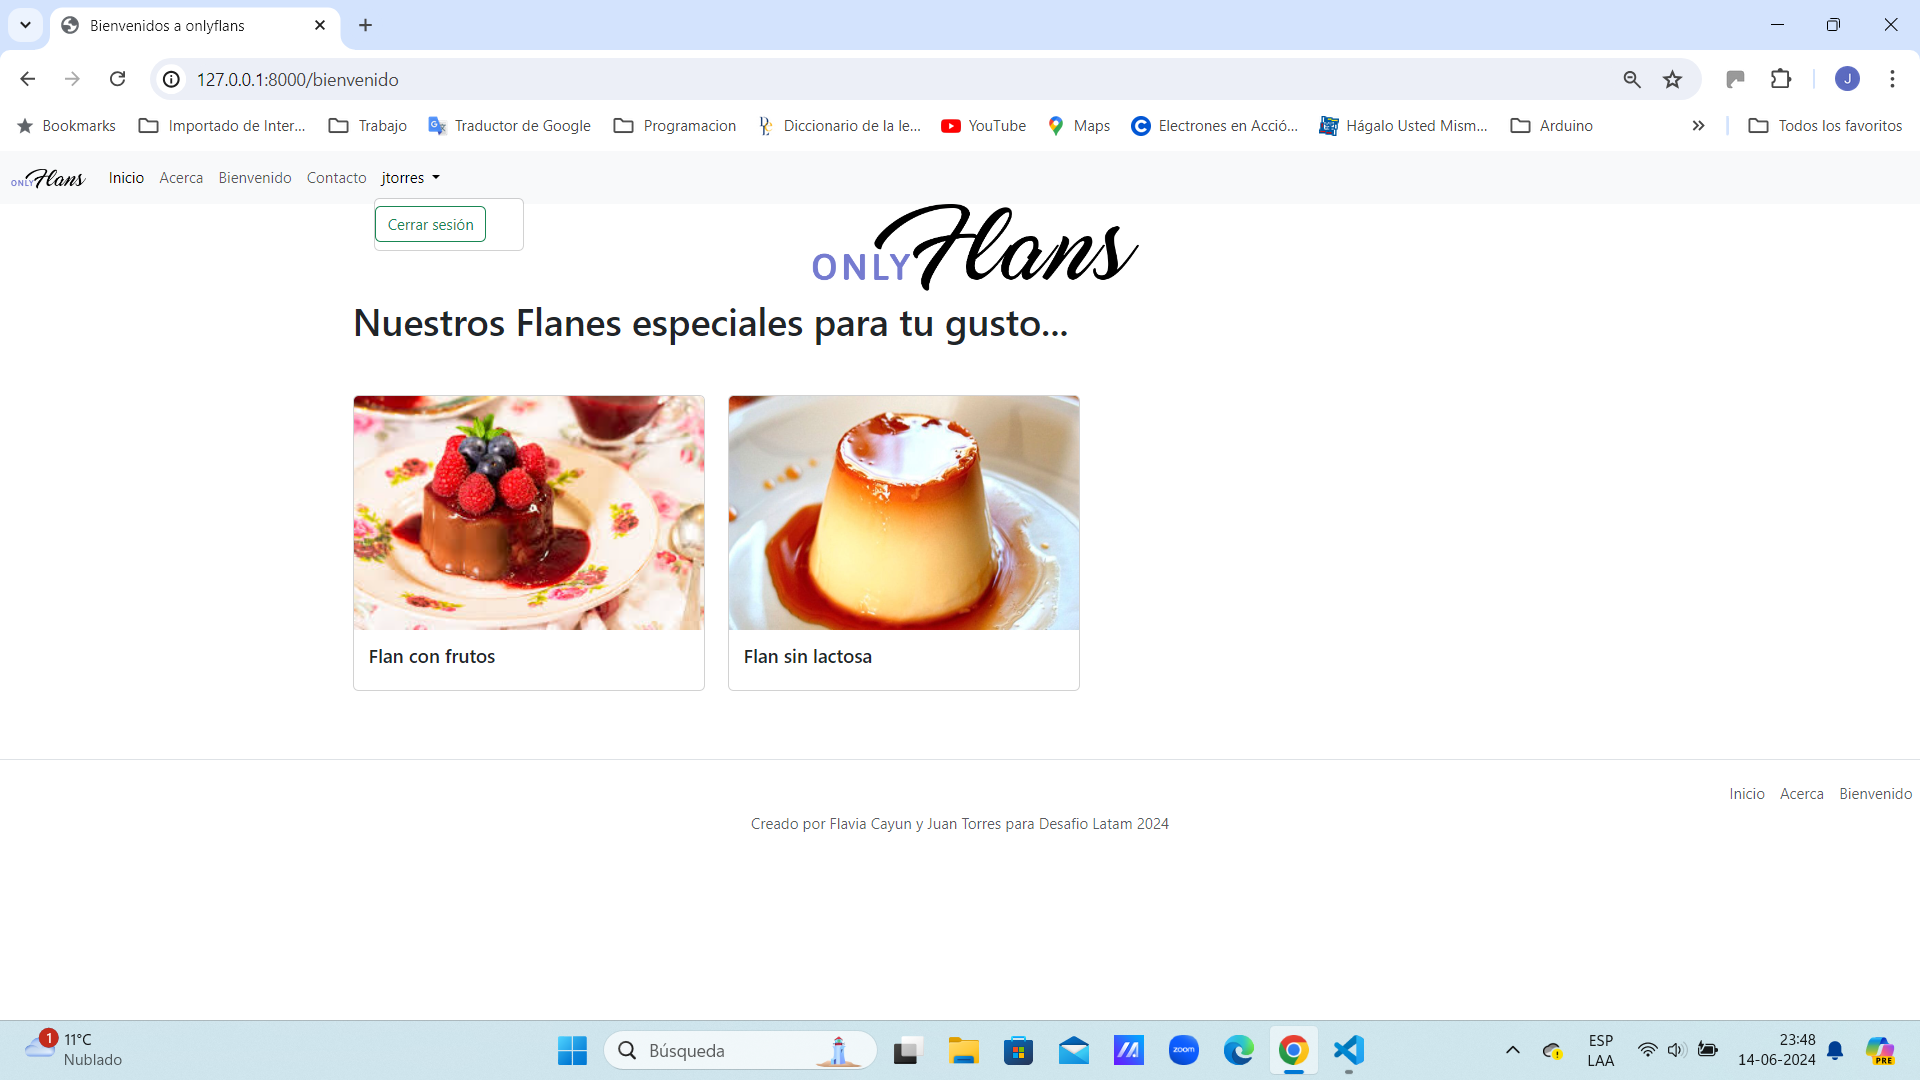 Bienvenidos a onlyflans
127.0.0.1:8000/bienvenido
J
Bookmarks Importado de Inter... Trabajo Traductor de Google Programacion Diccionario de la le... YouTube Maps Electrones en Acció... Hágalo Usted Mism... Arduino Todos los favoritos
ONLY Flans Inicio Acerca Bienvenido Contacto jtorres
Cerrar sesión
ONLY Flans
Nuestros Flanes especiales para tu gusto...
Flan con frutos
Flan sin lactosa
Inicio Acerca Bienvenido
Creado por Flavia Cayun y Juan Torres para Desafio Latam 2024
1
11°C
Nublado
Búsqueda
zoom
ESP
LAA
23:48
14-06-2024
PRE